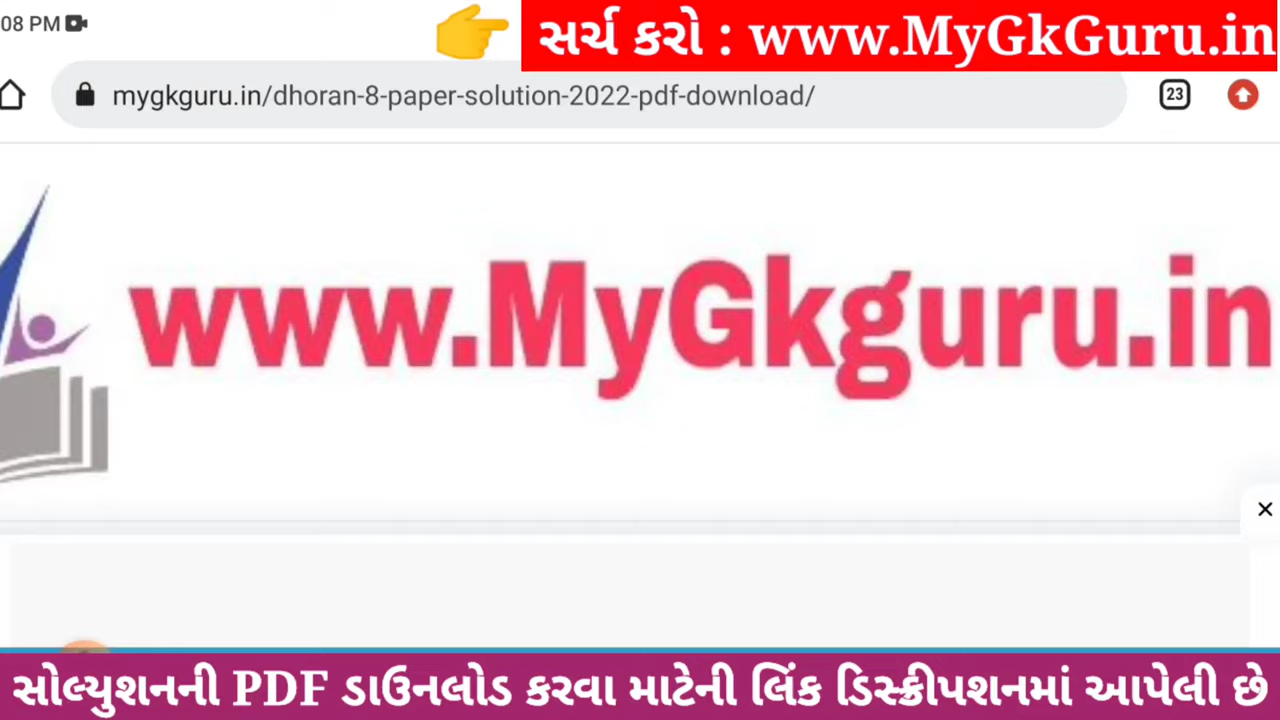 08 PM
👉 સર્ચ કરો : www.MyGkGuru.in
mygkguru.in/dhoran-8-paper-solution-2022-pdf-download/
23
www.MyGkguru.in
સોલ્યુશનની PDF ડાઉનલોડ કરવા માટેની લિંક ડિસ્ક્રીપશનમાં આપેલી છે